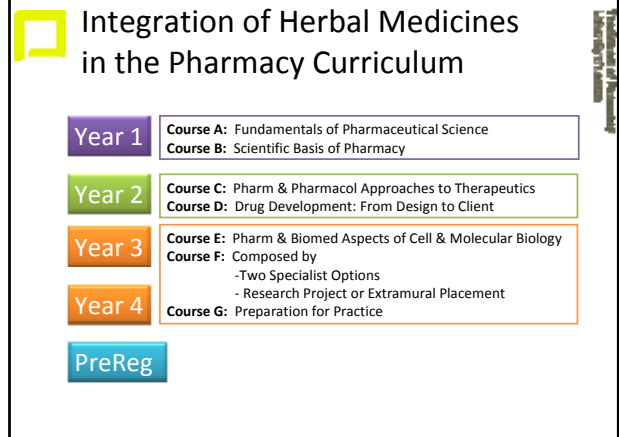 Integration of Herbal Medicines
in the Pharmacy Curriculum
Year 1
Course A: Fundamentals of Pharmaceutical Science
Course B: Scientific Basis of Pharmacy
Year 2
Course C: Pharm & Pharmacol Approaches to Therapeutics
Course D: Drug Development: From Design to Client
Year 3
Course E: Pharm & Biomed Aspects of Cell & Molecular Biology
Course F: Composed by
-Two Specialist Options
- Research Project or Extramural Placement
Year 4
Course G: Preparation for Practice
PreReg